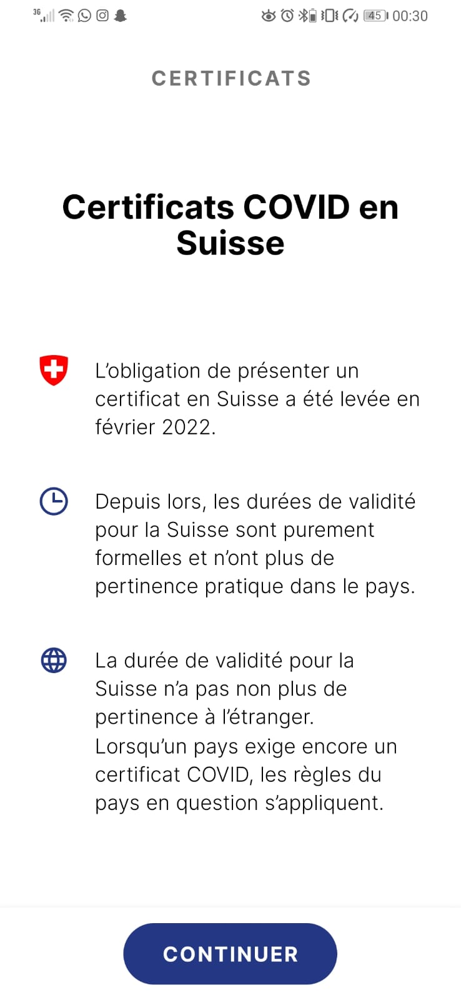 3G 45 00:30
CERTIFICATS
Certificats COVID en
Suisse
L’obligation de présenter un
certificat en Suisse a été levée en
février 2022.
Depuis lors, les durées de validité
pour la Suisse sont purement
formelles et n’ont plus de
pertinence pratique dans le pays.
La durée de validité pour la
Suisse n’a pas non plus de
pertinence à l’étranger.
Lorsqu’un pays exige encore un
certificat COVID, les règles du
pays en question s’appliquent.
CONTINUER